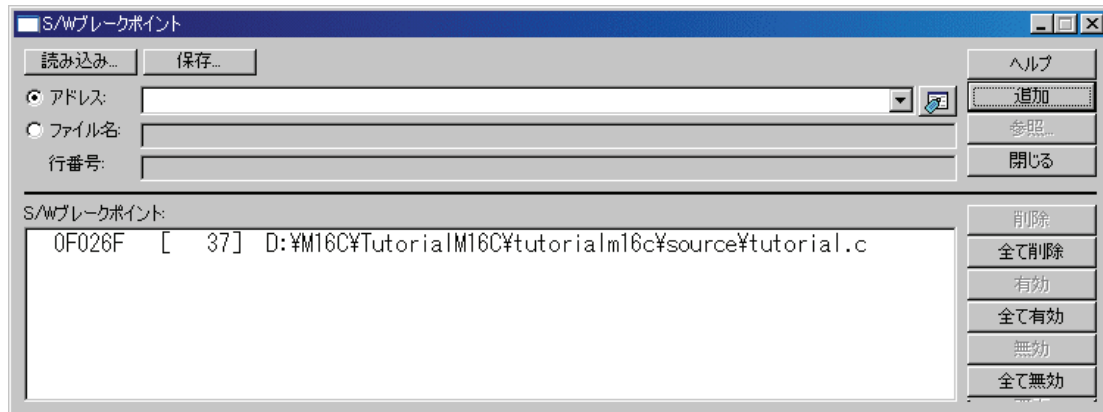 S/Wブレークポイント
読み込み... 保存... ヘルプ
アドレス: 追加
ファイル名: 参照...
行番号: 閉じる
S/Wブレークポイント: 削除
0F026F [ 37] D:¥M16C¥TutorialM16C¥tutorialm16c¥source¥tutorial.c
全て削除
有効
全て有効
無効
全て無効